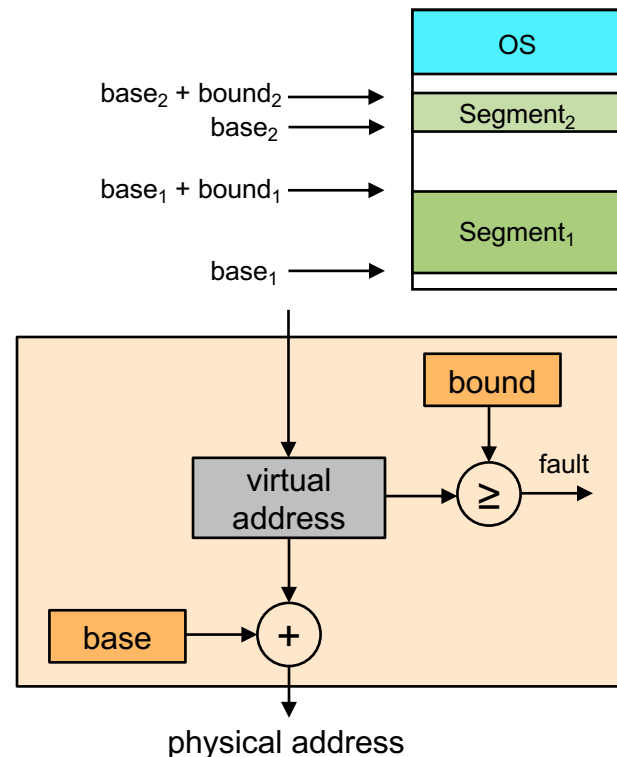 OS
base₂ + bound₂
Segment₂
base₂
base₁ + bound₁
Segment₁
base₁
bound
fault
virtual
address
≥
base
+
physical address